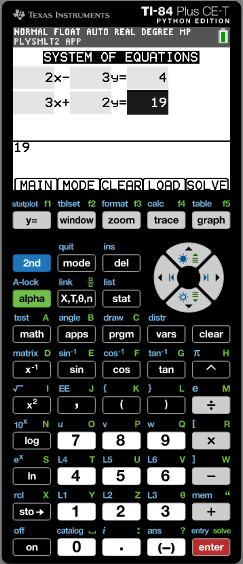 TEXAS INSTRUMENTS TI-84 Plus CE-T
PYTHON EDITION
NORMAL FLOAT AUTO REAL DEGREE MP
PLYSMLT2 APP
SYSTEM OF EQUATIONS
2x- 3y= 4
3x+ 2y= 19
19
MAIN MODE CLEAR LOAD SOLVE
statplot f1 tblset f2 format f3 calc f4 table f5
y= window zoom trace graph
quit ins
2nd mode del
A-lock link list
alpha X,T,θ,n stat
test A angle B draw C distr
math apps prgm vars clear
matrix D sin⁻¹ E cos⁻¹ F tan⁻¹ G π H
x⁻¹ sin cos tan ^
√ I EE J { K } L e M
x² , ( ) ÷
10ˣ N u O v P w Q [ R
log 7 8 9 ×
eˣ S L4 T L5 U L6 V ] W
ln 4 5 6 −
rcl X L1 Y L2 Z L3 θ mem "
sto→ 1 2 3 +
off catalog ␣ i : ans ? entry solve
on 0 . (−) enter